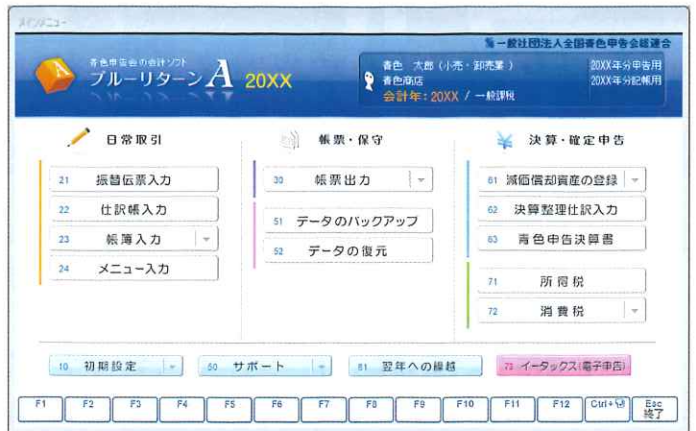 メインメニュー
一般社団法人全国青色申告会総連合
青色申告会の会計ソフト
ブルーリターンA 20XX
青色 太郎 (小売・卸売業)
青色商店
会計年:20XX / 一般課税
20XX年分申告用
20XX年分記帳用
日常取引
21 振替伝票入力
22 仕訳帳入力
23 帳簿入力
24 メニュー入力
帳票・保守
30 帳票出力
51 データのバックアップ
52 データの復元
決算・確定申告
61 減価償却資産の登録
62 決算整理仕訳入力
63 青色申告決算書
71 所得税
72 消費税
10 初期設定
50 サポート
81 翌年への繰越
73 イータックス(電子申告)
F1 F2 F3 F4 F5 F6 F7 F8 F9 F10 F11 F12 Ctrl+ Esc
終了